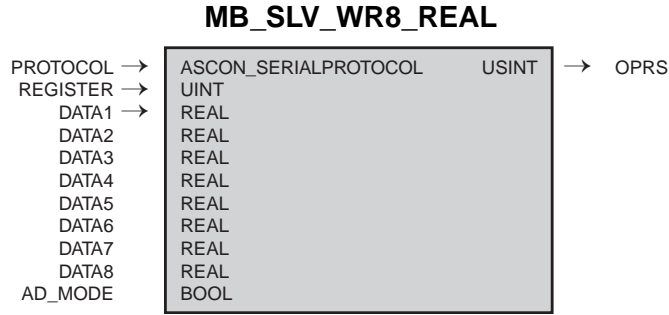 MB_SLV_WR8_REAL
PROTOCOL → ASCON_SERIALPROTOCOL USINT → OPRS
REGISTER → UINT
DATA1 → REAL
DATA2 REAL
DATA3 REAL
DATA4 REAL
DATA5 REAL
DATA6 REAL
DATA7 REAL
DATA8 REAL
AD_MODE BOOL